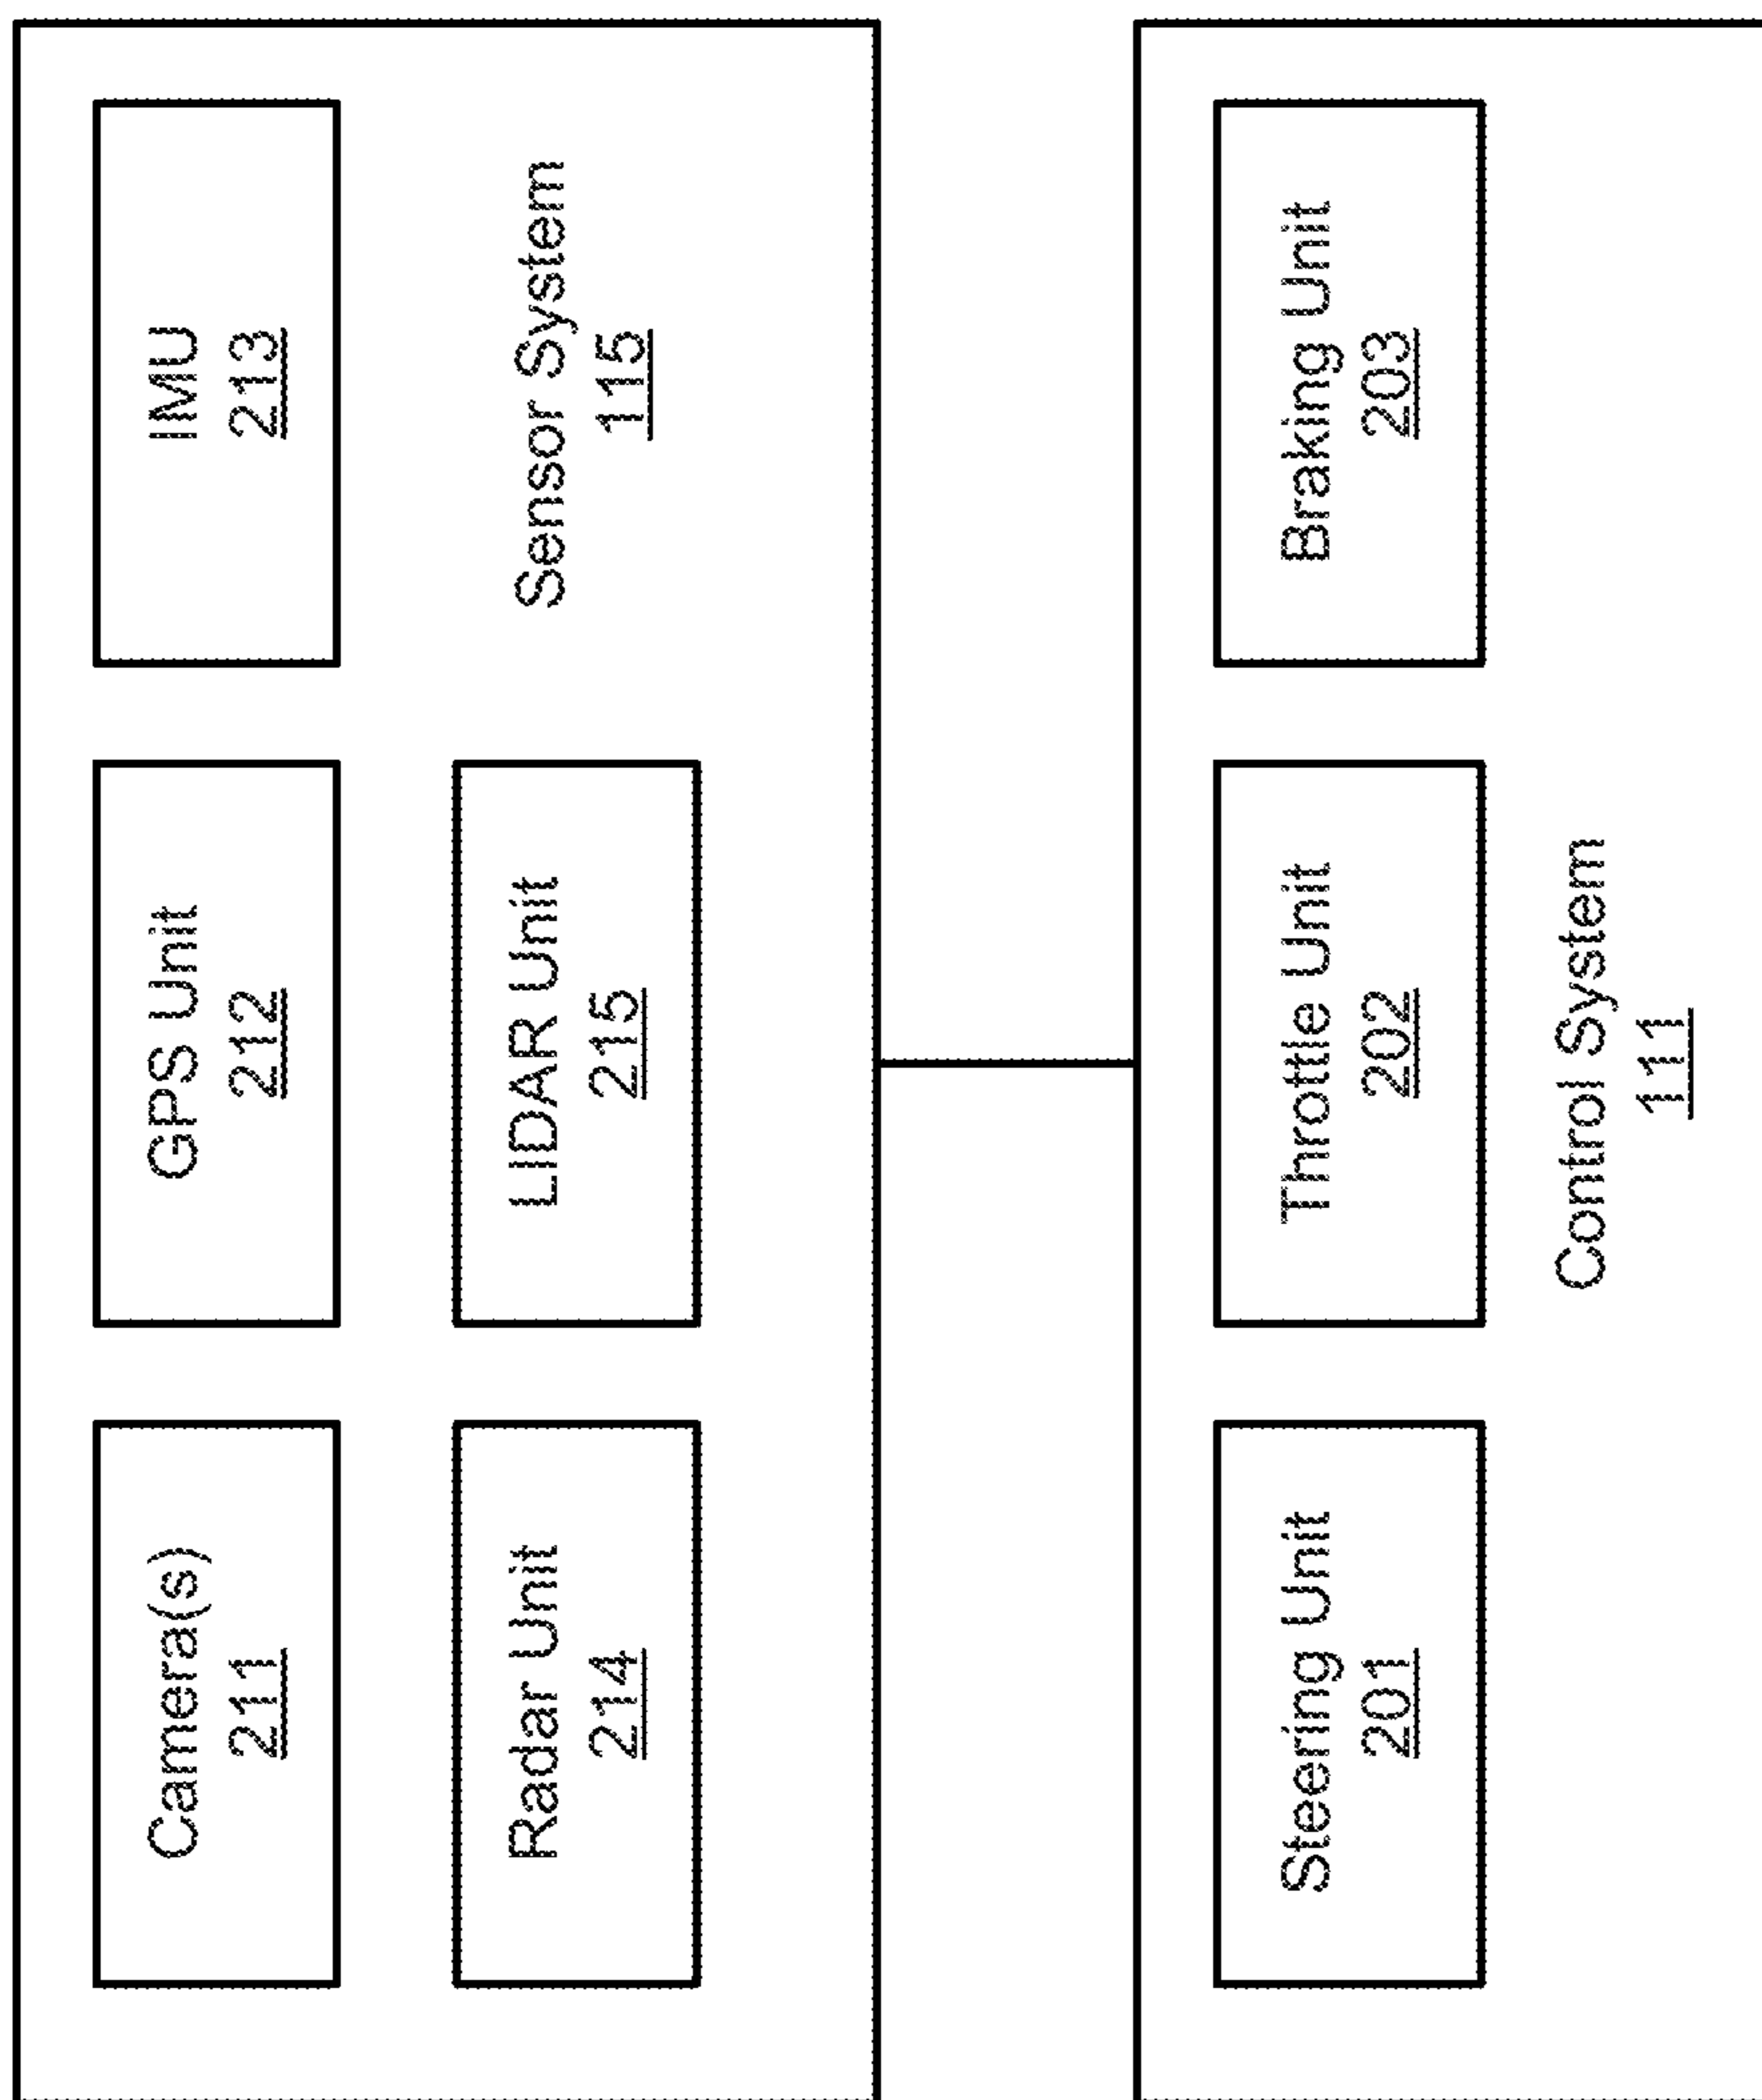 Camera(s)
211
GPS Unit
212
IMU
213
Radar Unit
214
LIDAR Unit
215
Sensor System
115
Steering Unit
201
Throttle Unit
202
Braking Unit
203
Control System
111